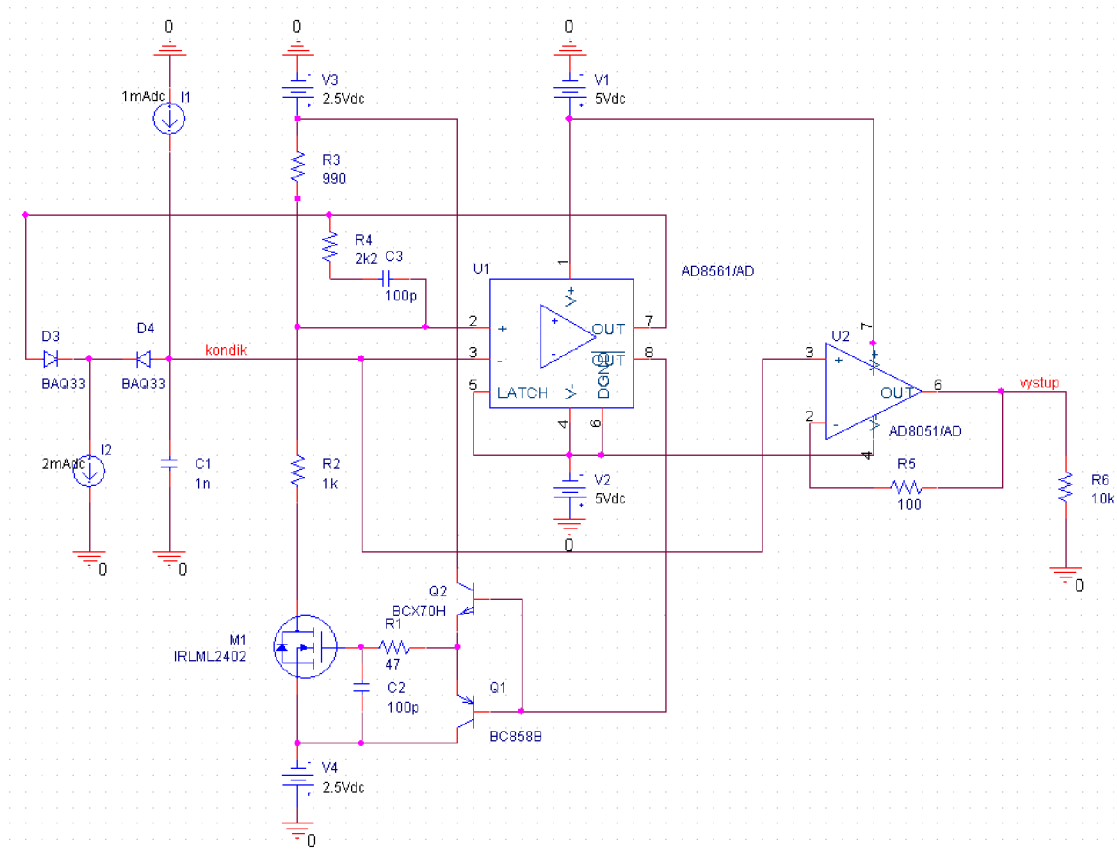 0
0
0
1mAdc
I1
V3
2.5Vdc
V1
5Vdc
R3
990
R4
2k2
C3
100p
U1
AD8561/AD
1
V+
2
+
OUT
7
3
-
OUT
8
5
LATCH
V-
DGND
4
6
+
-
D3
BAQ33
D4
BAQ33
kondik
U2
3
+
7
V+
OUT
6
2
-
V-
4
AD8051/AD
vystup
R5
100
R6
10k
0
I2
2mAdc
C1
1n
0
0
R2
1k
V2
5Vdc
0
Q2
BCX70H
R1
47
M1
IRLML2402
C2
100p
Q1
BC858B
V4
2.5Vdc
0